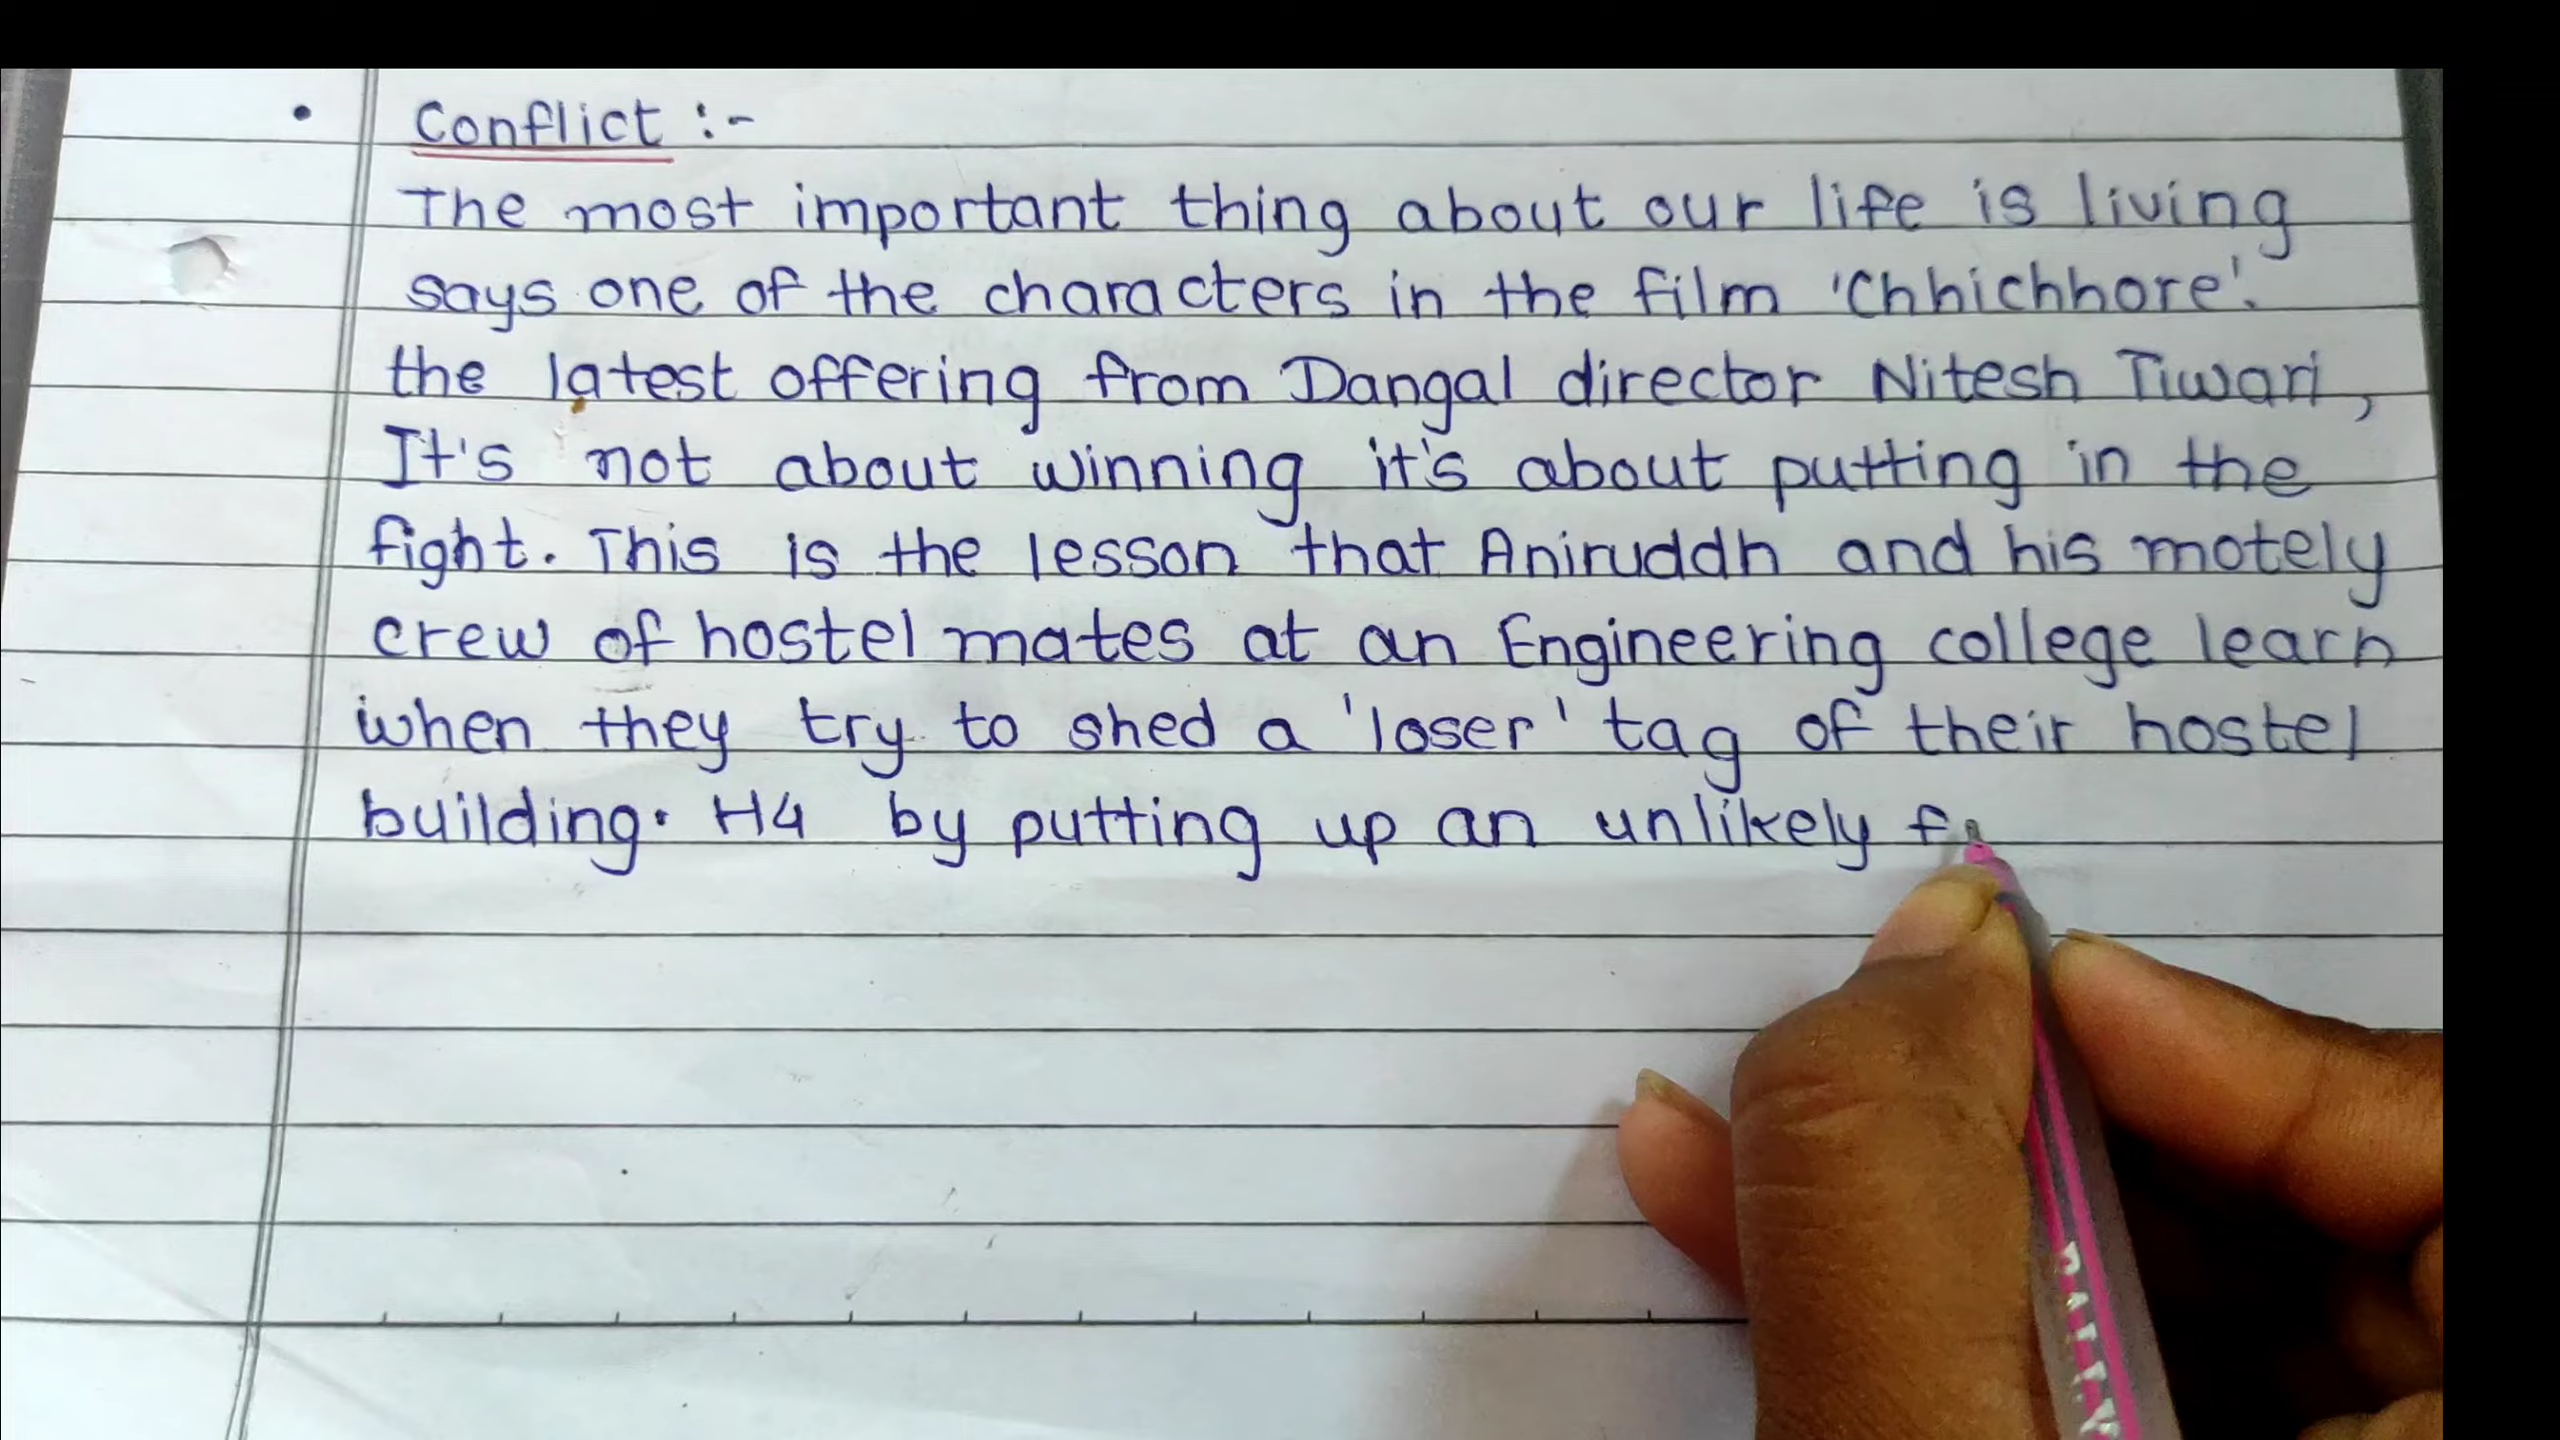 • Conflict :-
The most important thing about our life is living
says one of the characters in the film 'Chhichhore'.
the latest offering from Dangal director Nitesh Tiwari,
It's not about winning it's about putting in the
fight. This is the lesson that Aniruddh and his motely
crew of hostel mates at an Engineering college learn
when they try to shed a 'loser' tag of their hostel
building. H4 by putting up an unlikely